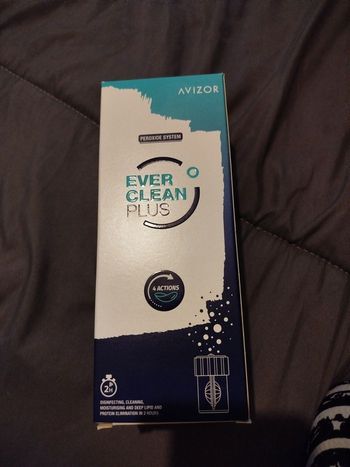 AVIZOR
PEROXIDE SYSTEM
EVER
CLEAN
PLUS
4 ACTIONS
2H
DISINFECTING, CLEANING,
MOISTURISING AND DEEP LIPID AND
PROTEIN ELIMINATION IN 2 HOURS